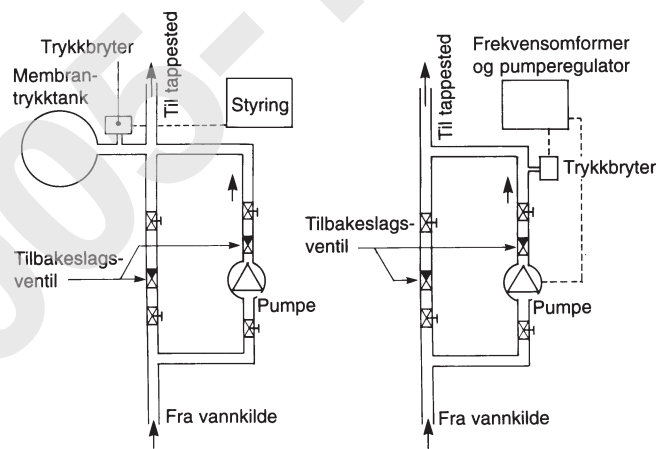 Trykkbryter
Membran-
trykktank
Til tappested
Styring
Tilbakeslags-
ventil
Pumpe
Fra vannkilde
Frekvensomformer
og pumperegulator
Til tappested
Trykkbryter
Tilbakeslags-
ventil
Pumpe
Fra vannkilde
005-